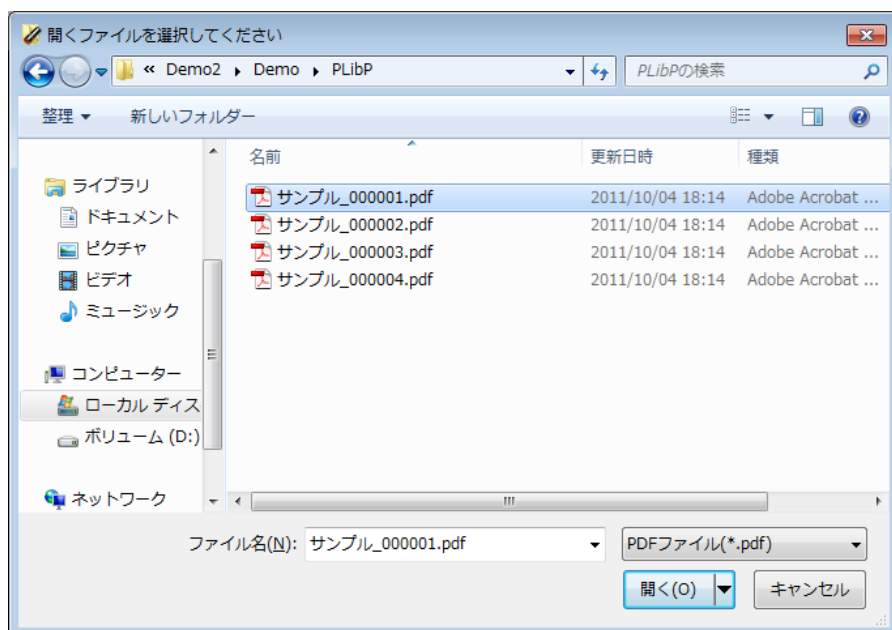 開くファイルを選択してください
« Demo2 ▸ Demo ▸ PLibP
PLibPの検索
整理 ▼ 新しいフォルダー
名前 更新日時 種類
ライブラリ
ドキュメント
ピクチャ
ビデオ
ミュージック
コンピューター
ローカル ディス
ボリューム (D:)
ネットワーク
サンプル_000001.pdf 2011/10/04 18:14 Adobe Acrobat ...
サンプル_000002.pdf 2011/10/04 18:14 Adobe Acrobat ...
サンプル_000003.pdf 2011/10/04 18:14 Adobe Acrobat ...
サンプル_000004.pdf 2011/10/04 18:14 Adobe Acrobat ...
ファイル名(N): サンプル_000001.pdf PDFファイル(*.pdf)
開く(O) キャンセル